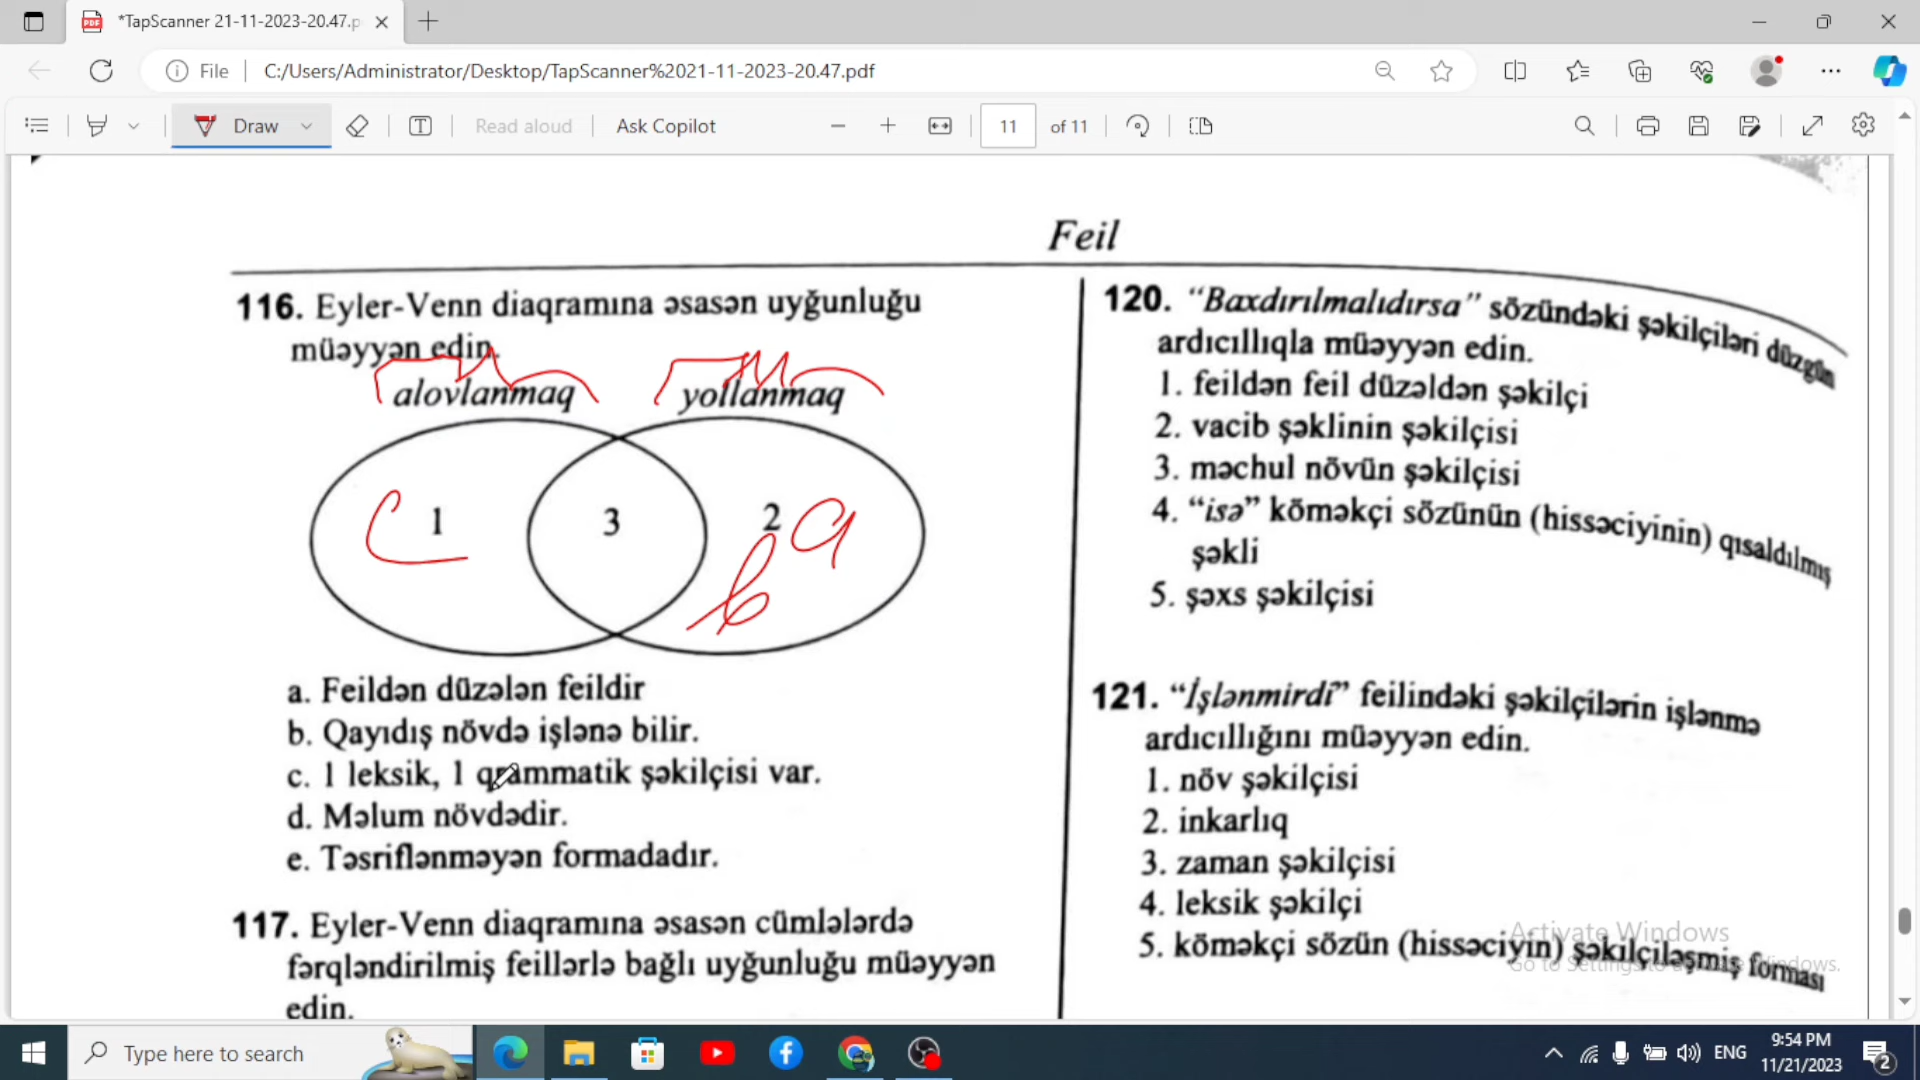 *TapScanner 21-11-2023-20.47.p
File
C:/Users/Administrator/Desktop/TapScanner%2021-11-2023-20.47.pdf
Draw
Read aloud
Ask Copilot
11
of 11
Feil
116. Eyler-Venn diaqramına əsasən uyğunluğu
müəyyən edin.
alovlanmaq
yollanmaq
C
1
3
2
a
b
a. Feildən düzələn feildir
b. Qayıdış növdə işlənə bilir.
c. 1 leksik, 1 qrammatik şəkilçisi var.
d. Məlum növdədir.
e. Təsriflənməyən formadadır.
117. Eyler-Venn diaqramına əsasən cümlələrdə
fərqləndirilmiş feillərlə bağlı uyğunluğu müəyyən
edin.
120. “Baxdırılmalıdırsa” sözündəki şəkilçiləri düzgün
ardıcıllıqla müəyyən edin.
1. feildən feil düzəldən şəkilçi
2. vacib şəklinin şəkilçisi
3. məchul növün şəkilçisi
4. “isə” köməkçi sözünün (hissəciyinin) qısaldılmış
şəkli
5. şəxs şəkilçisi
121. “İşlənmirdi” feilindəki şəkilçilərin işlənmə
ardıcıllığını müəyyən edin.
1. növ şəkilçisi
2. inkarlıq
3. zaman şəkilçisi
4. leksik şəkilçi
5. köməkçi sözün (hissəciyin) şəkilçiləşmiş forması
Activate Windows
Go to Settings to activate Windows.
Type here to search
ENG
9:54 PM
11/21/2023
2